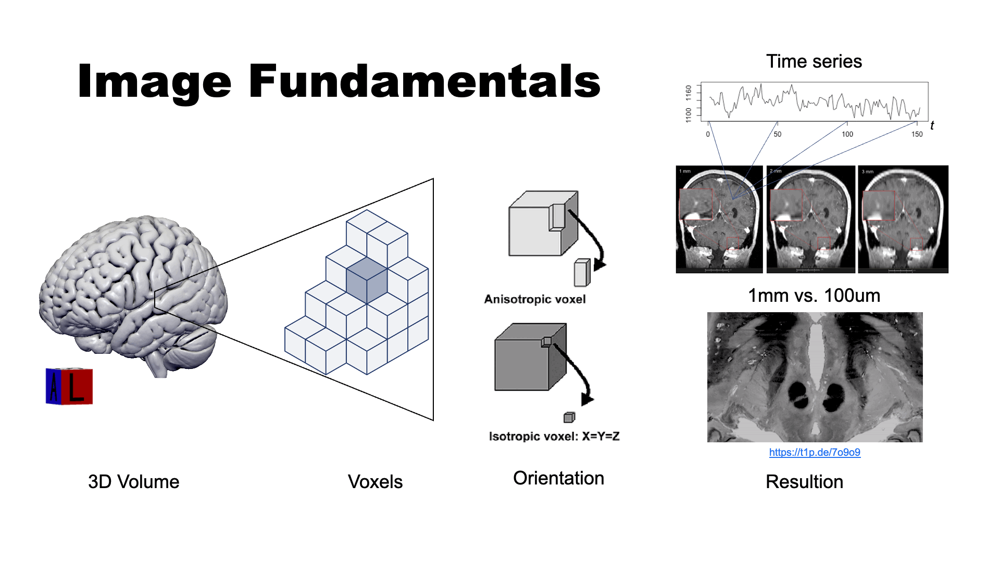 Image Fundamentals
Time series
1160
1100
t
0 50 100 150
1 mm
2 mm
3 mm
Anisotropic voxel
1mm vs. 100um
A L
Isotropic voxel: X=Y=Z
https://t1p.de/7o9o9
3D Volume
Voxels
Orientation
Resultion